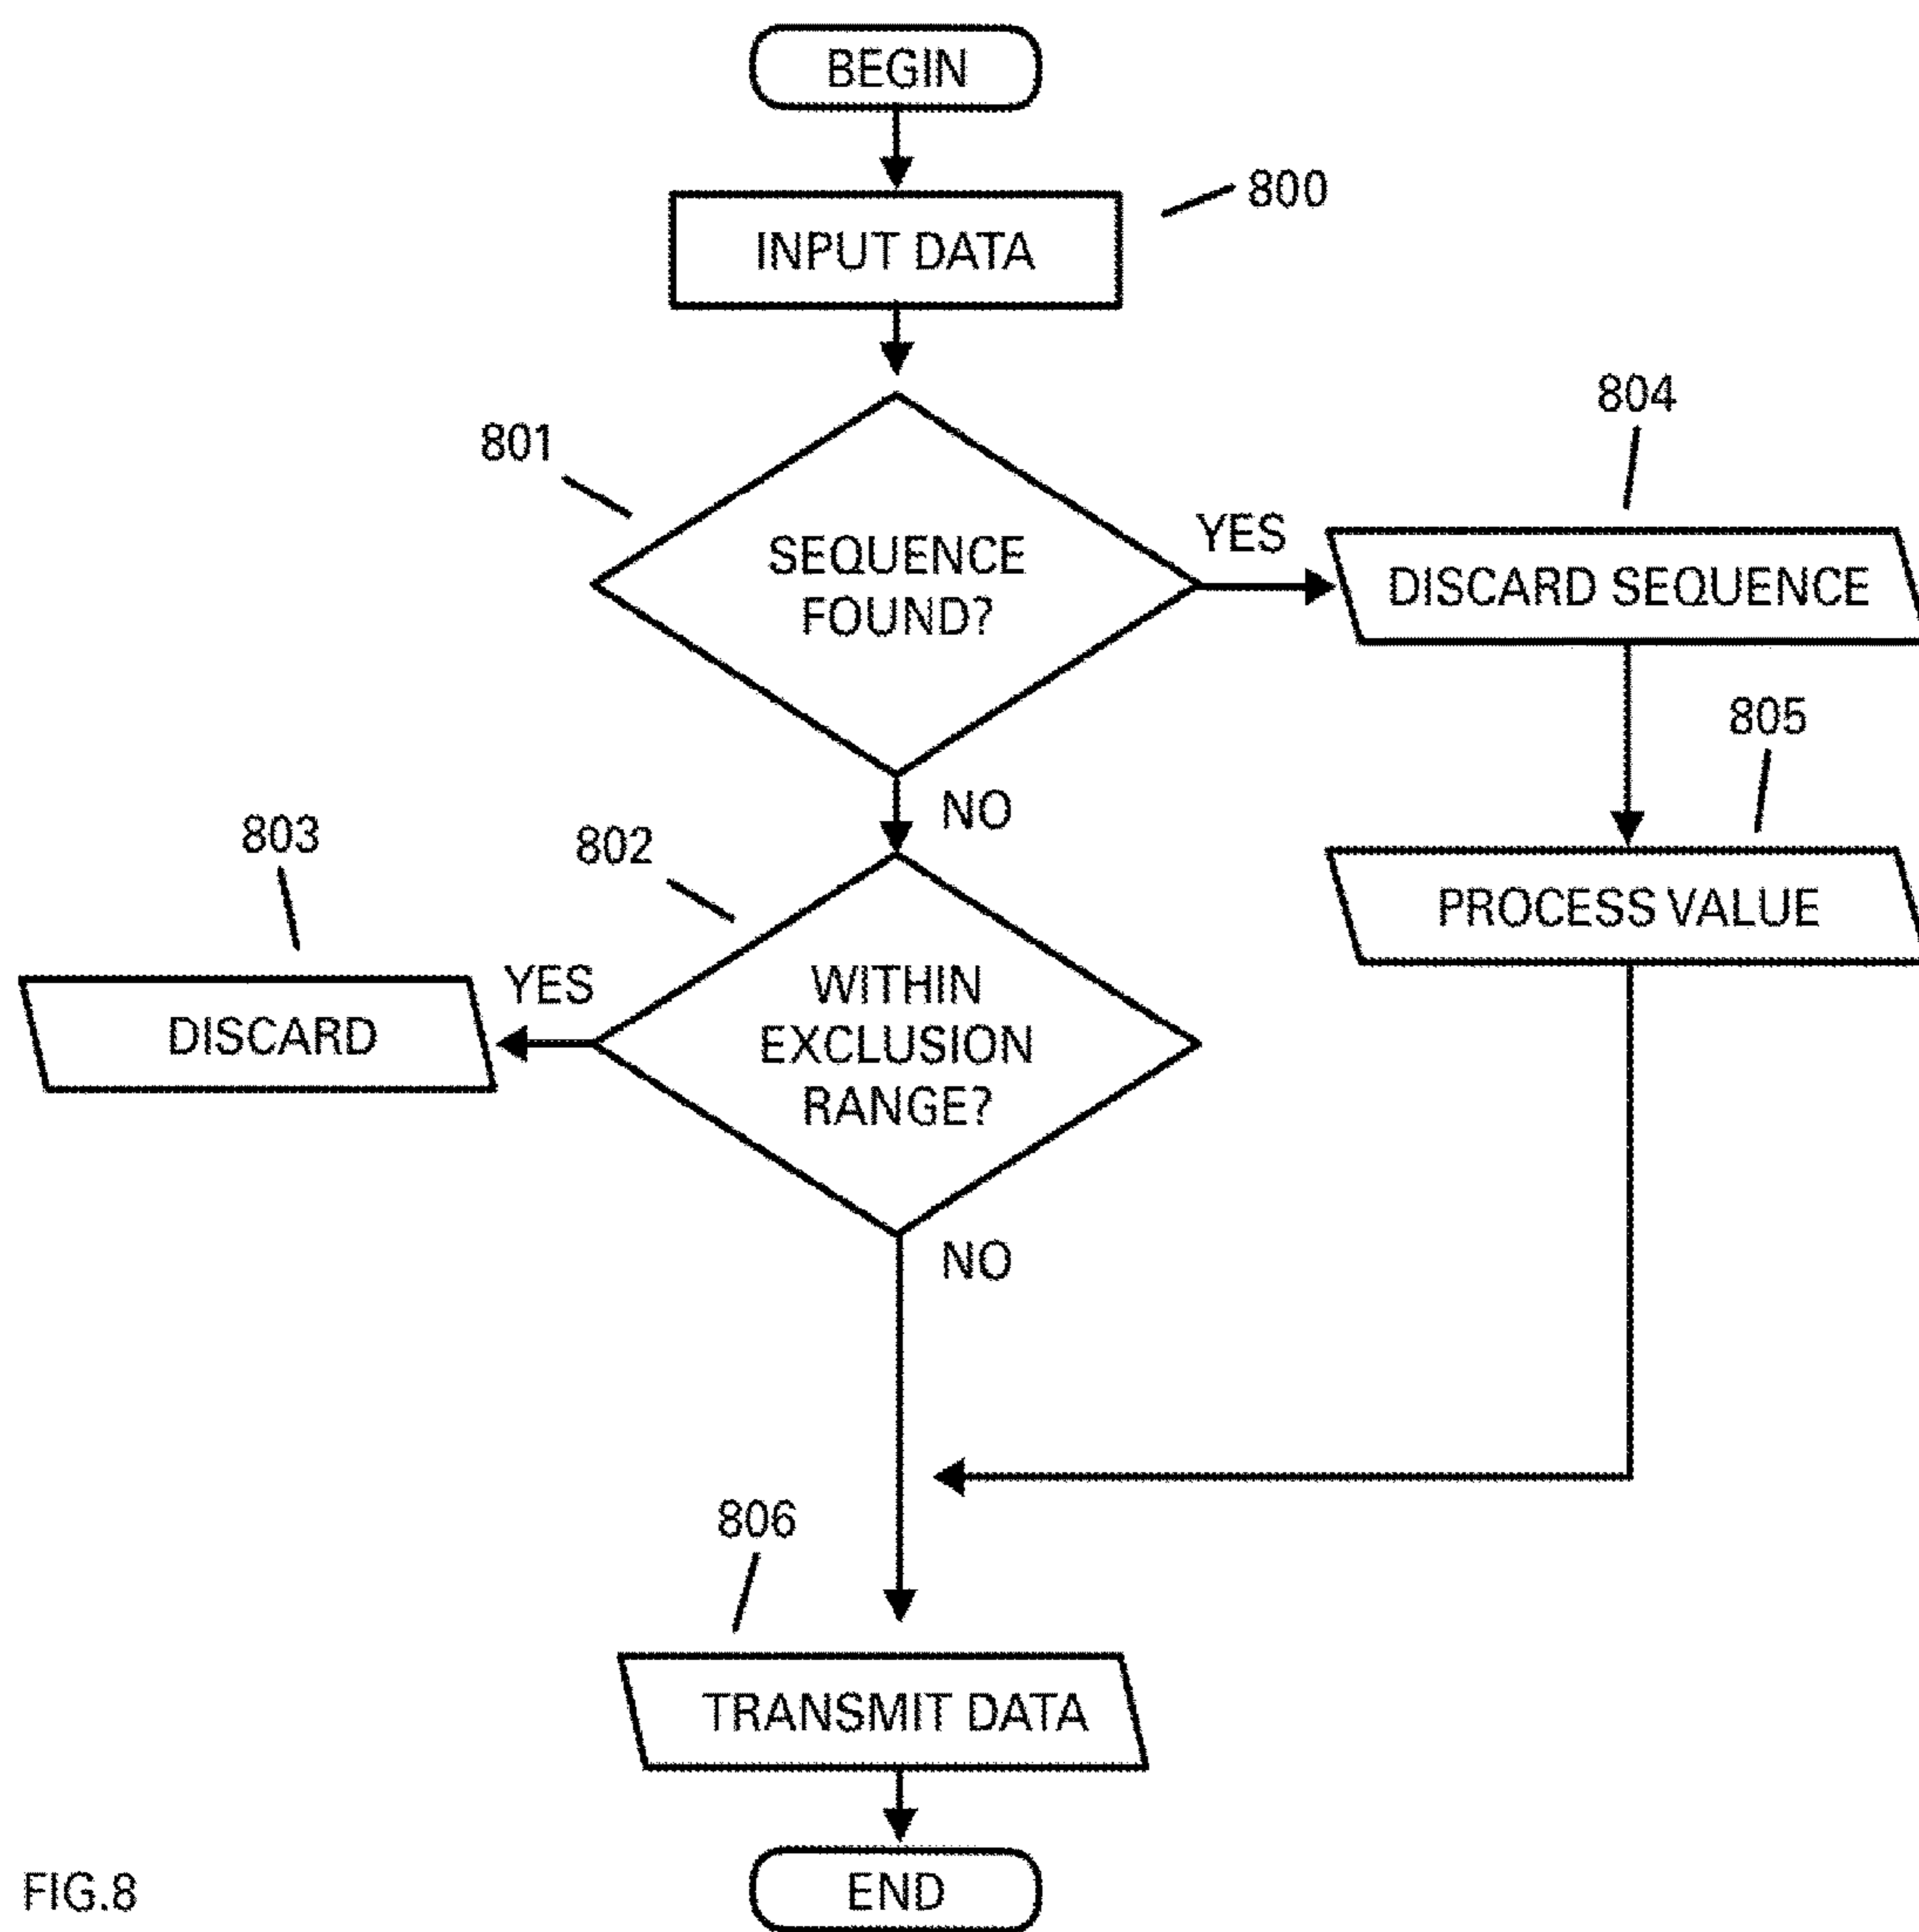 BEGIN
800
INPUT DATA
804
801
YES
SEQUENCE
FOUND?
DISCARD SEQUENCE
805
NO
803
802
PROCESS VALUE
YES
WITHIN
EXCLUSION
RANGE?
DISCARD
NO
806
TRANSMIT DATA
END
FIG.8